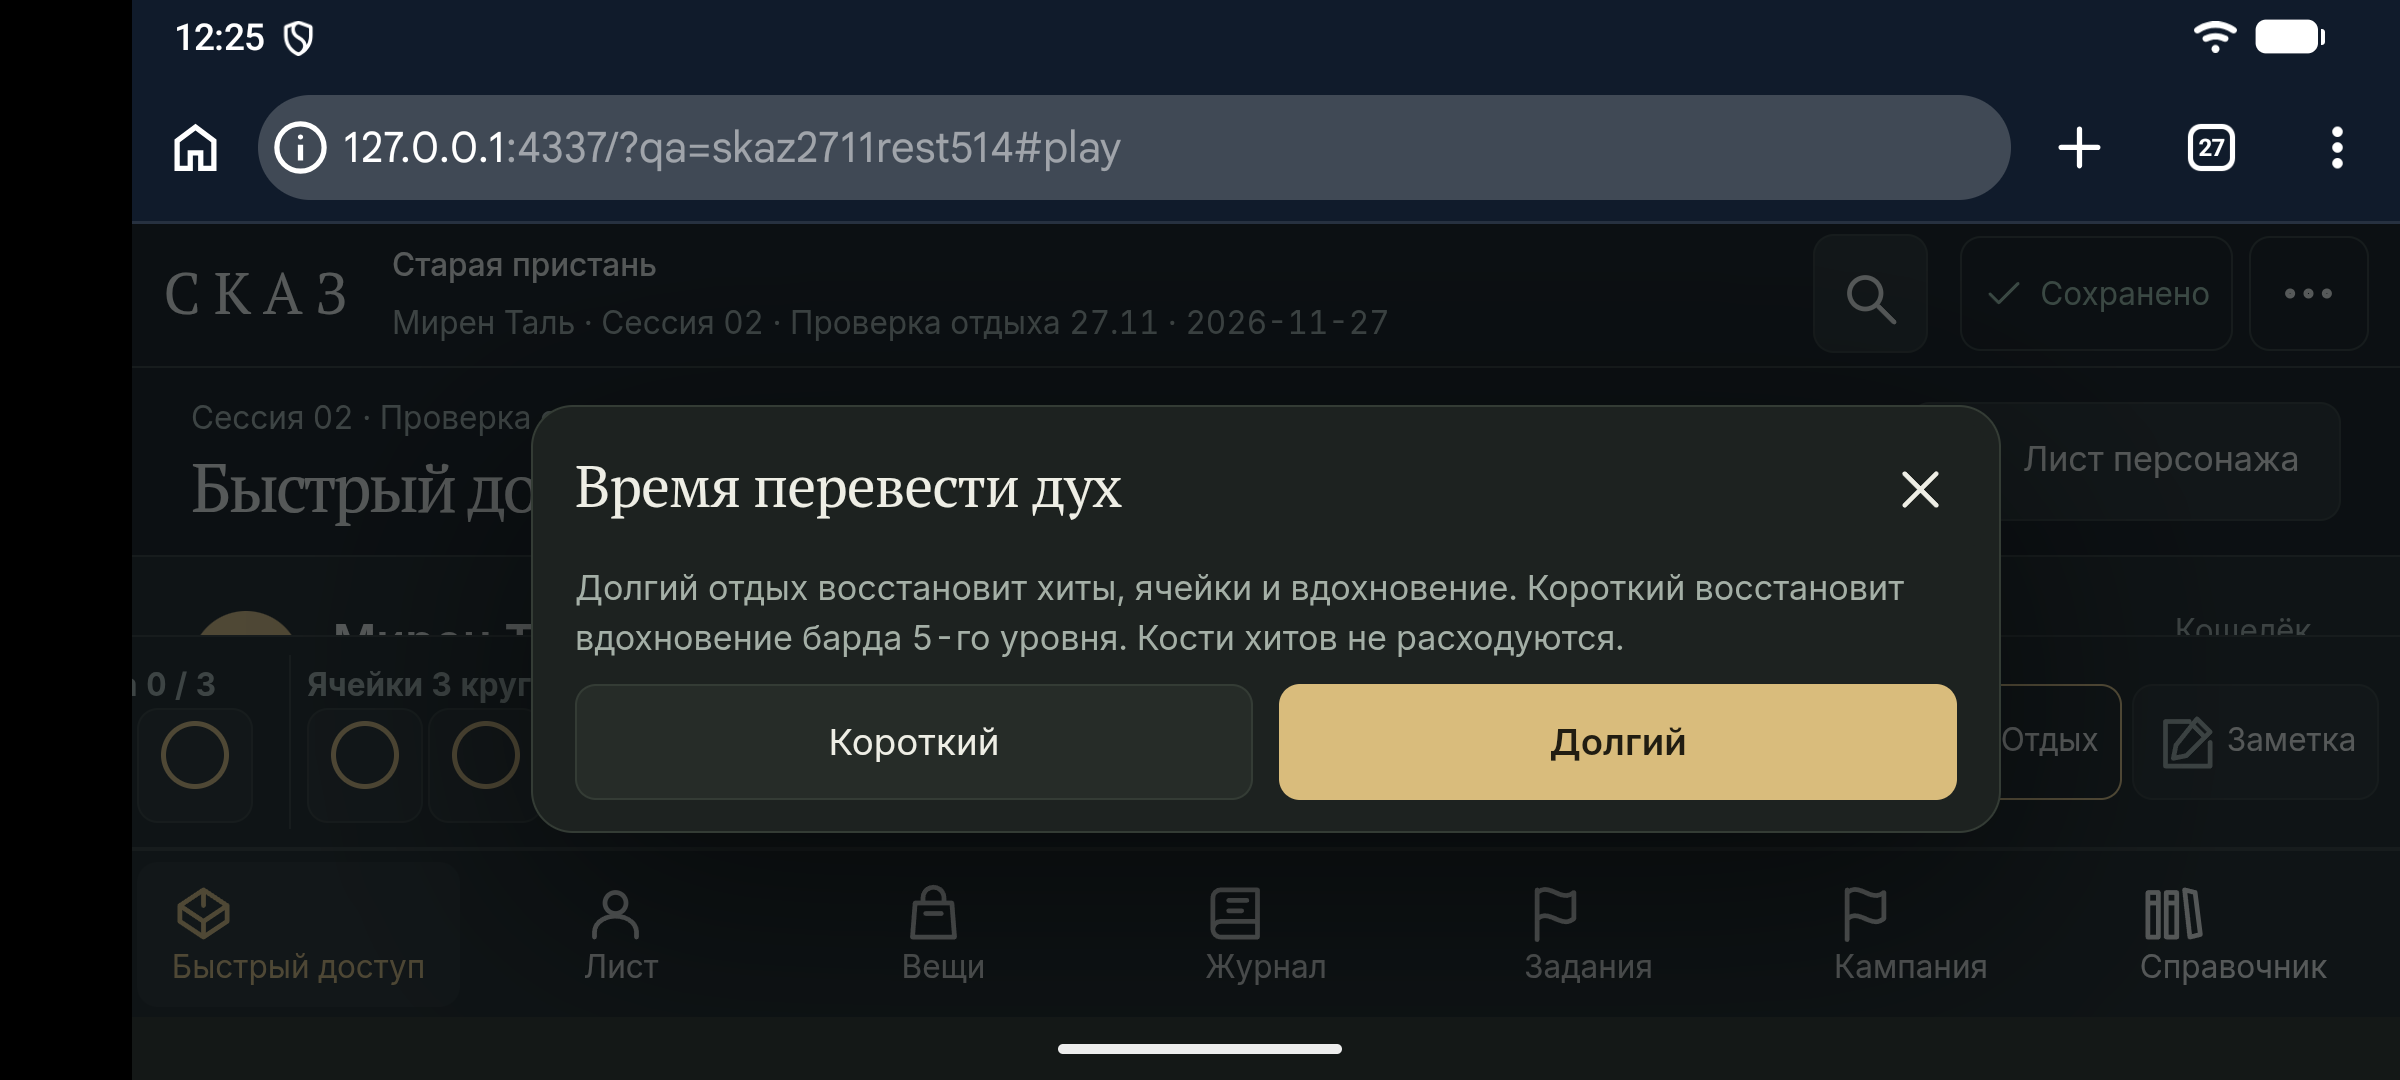 12:25
127.0.0.1:4337/?qa=skaz2711rest514#play
27
СКАЗ
Старая пристань
Мирен Таль · Сессия 02 · Проверка отдыха 27.11 · 2026-11-27
Сохранено
Сессия 02 · Проверка
Быстрый до
Лист персонажа
Время перевести дух
Долгий отдых восстановит хиты, ячейки и вдохновение. Короткий восстановит
вдохновение барда 5-го уровня. Кости хитов не расходуются.
Мирен Т
Кошелёк
0 / 3
Ячейки 3 круг
Короткий
Долгий
Отдых
Заметка
Быстрый доступ
Лист
Вещи
Журнал
Задания
Кампания
Справочник